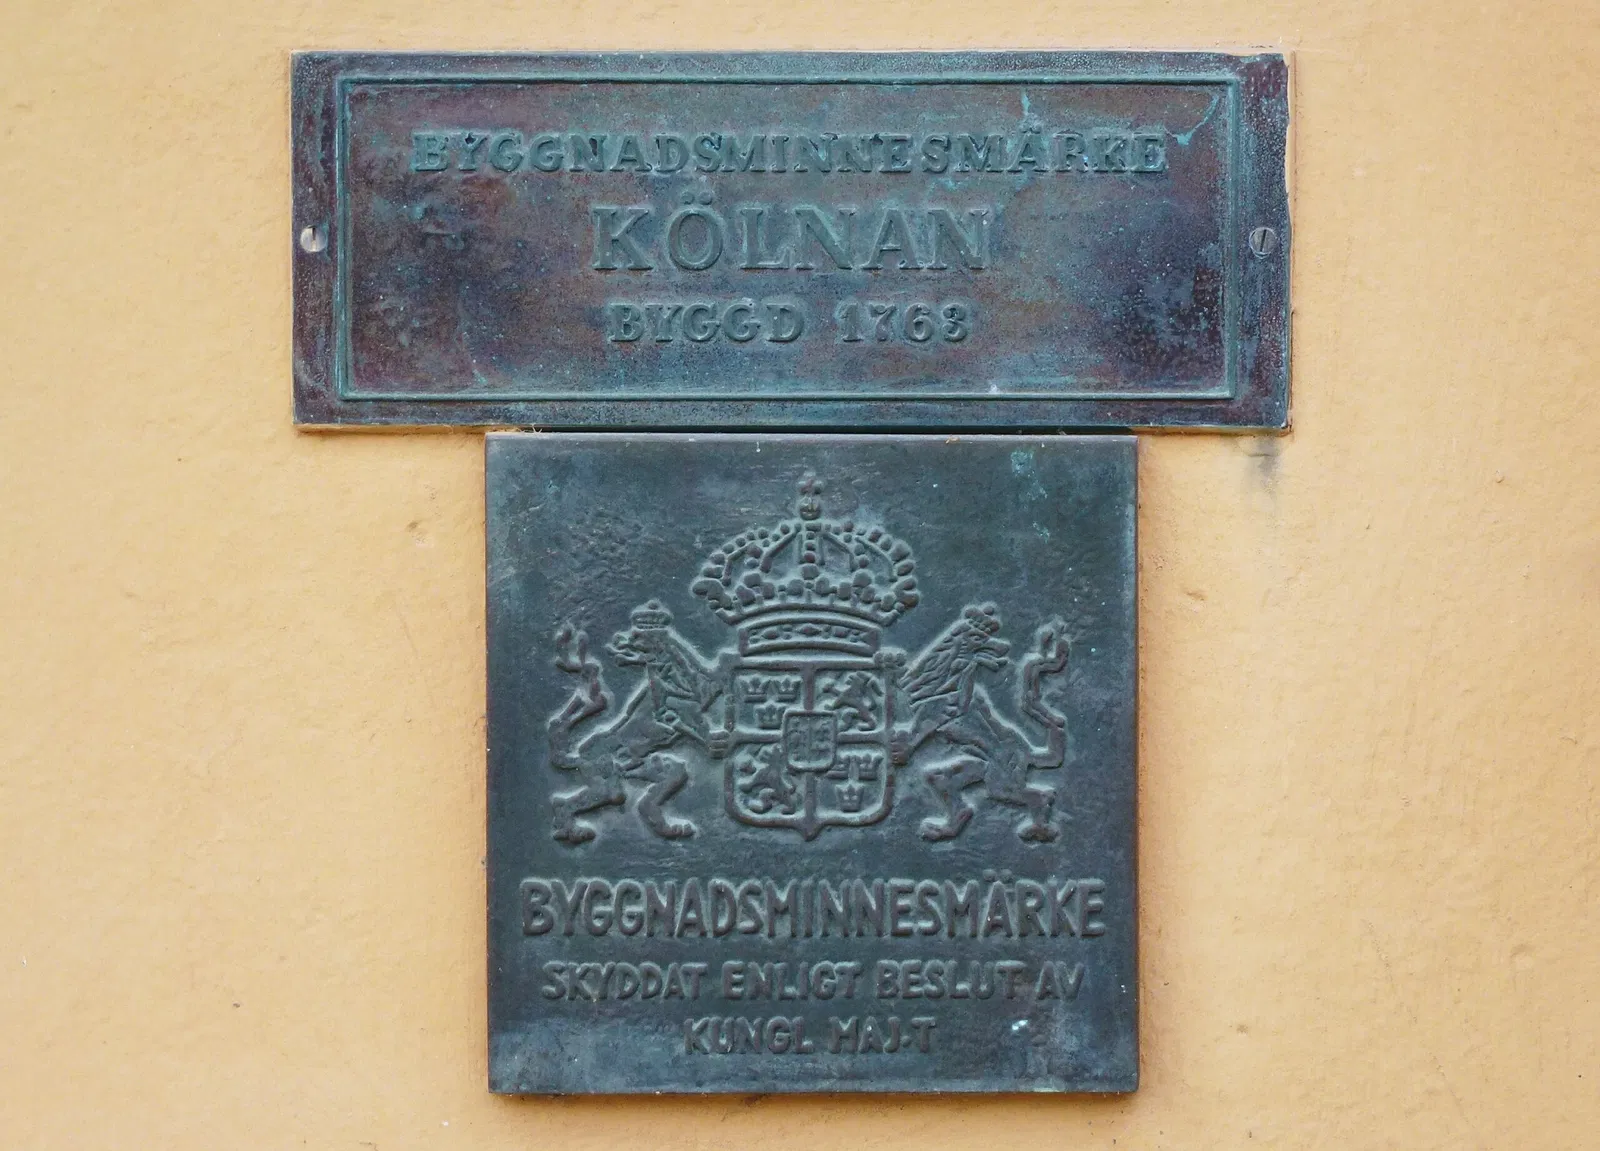 BYGGNADSMINNESMÄRKE
KÖLNAN
BYGGD 1763
BYGGNADSMINNESMÄRKE
SKYDDAT ENLIGT BESLUT AV
KUNGL MAJ·T